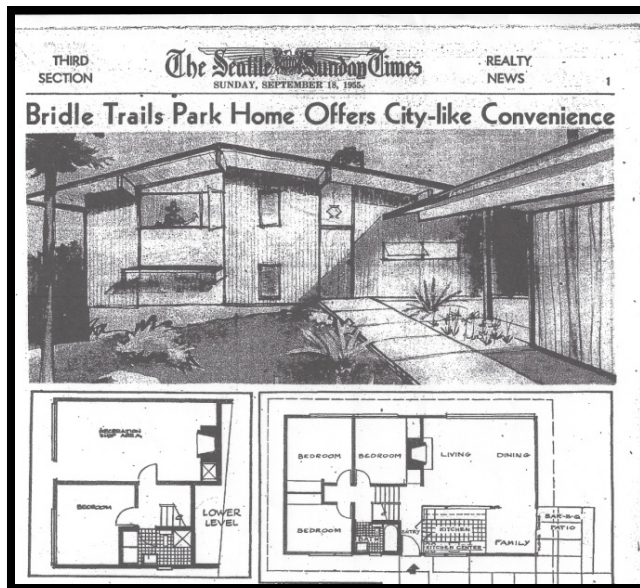 THIRD
SECTION
The Seattle Sunday Times
SUNDAY, SEPTEMBER 18, 1955.
REALTY
NEWS
1
Bridle Trails Park Home Offers City-like Convenience
RECREATION
SHOP AREA
BEDROOM
LOWER
LEVEL
BEDROOM
BEDROOM
LIVING
DINING
BEDROOM
BATH
ENTRY
KITCHEN
KITCHEN CENTER
FAMILY
BAR-B-Q
PATIO